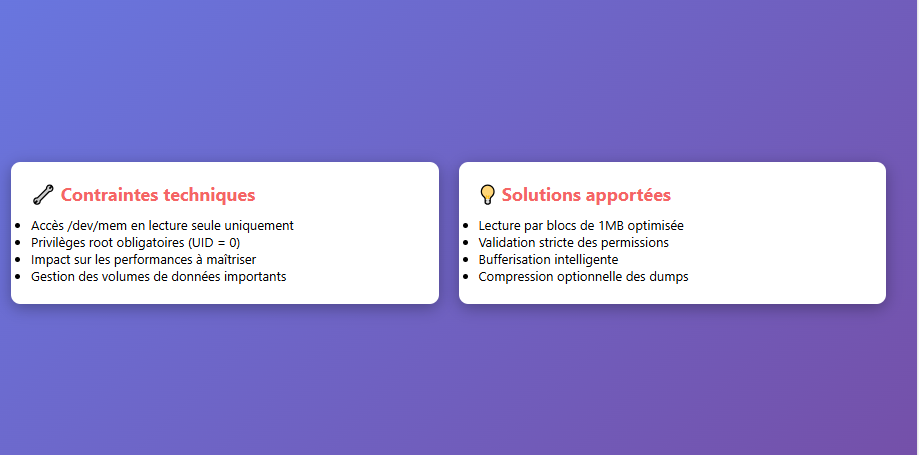 🔧 Contraintes techniques
• Accès /dev/mem en lecture seule uniquement
• Privilèges root obligatoires (UID = 0)
• Impact sur les performances à maîtriser
• Gestion des volumes de données importants
💡 Solutions apportées
• Lecture par blocs de 1MB optimisée
• Validation stricte des permissions
• Bufferisation intelligente
• Compression optionnelle des dumps